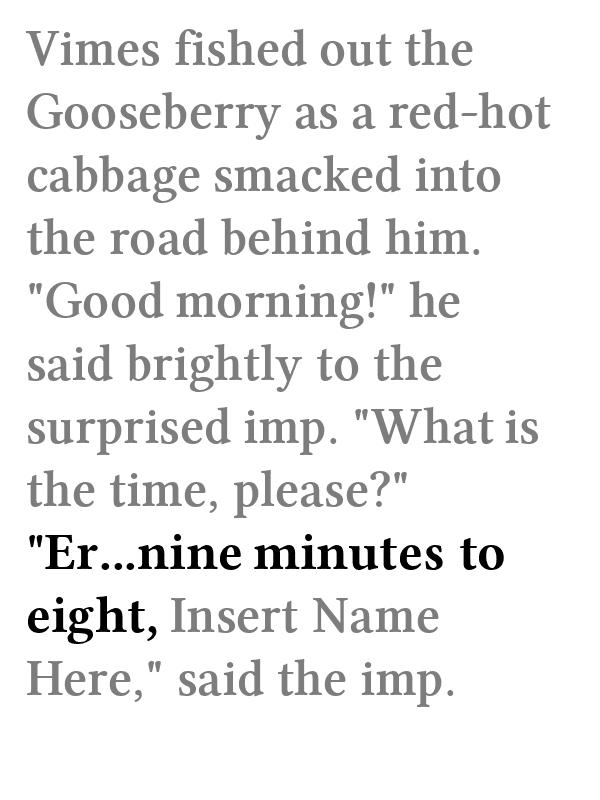 Vimes fished out the
Gooseberry as a red-hot
cabbage smacked into
the road behind him.
"Good morning!" he
said brightly to the
surprised imp. "What is
the time, please?"
"Er...nine minutes to
eight, Insert Name
Here," said the imp.